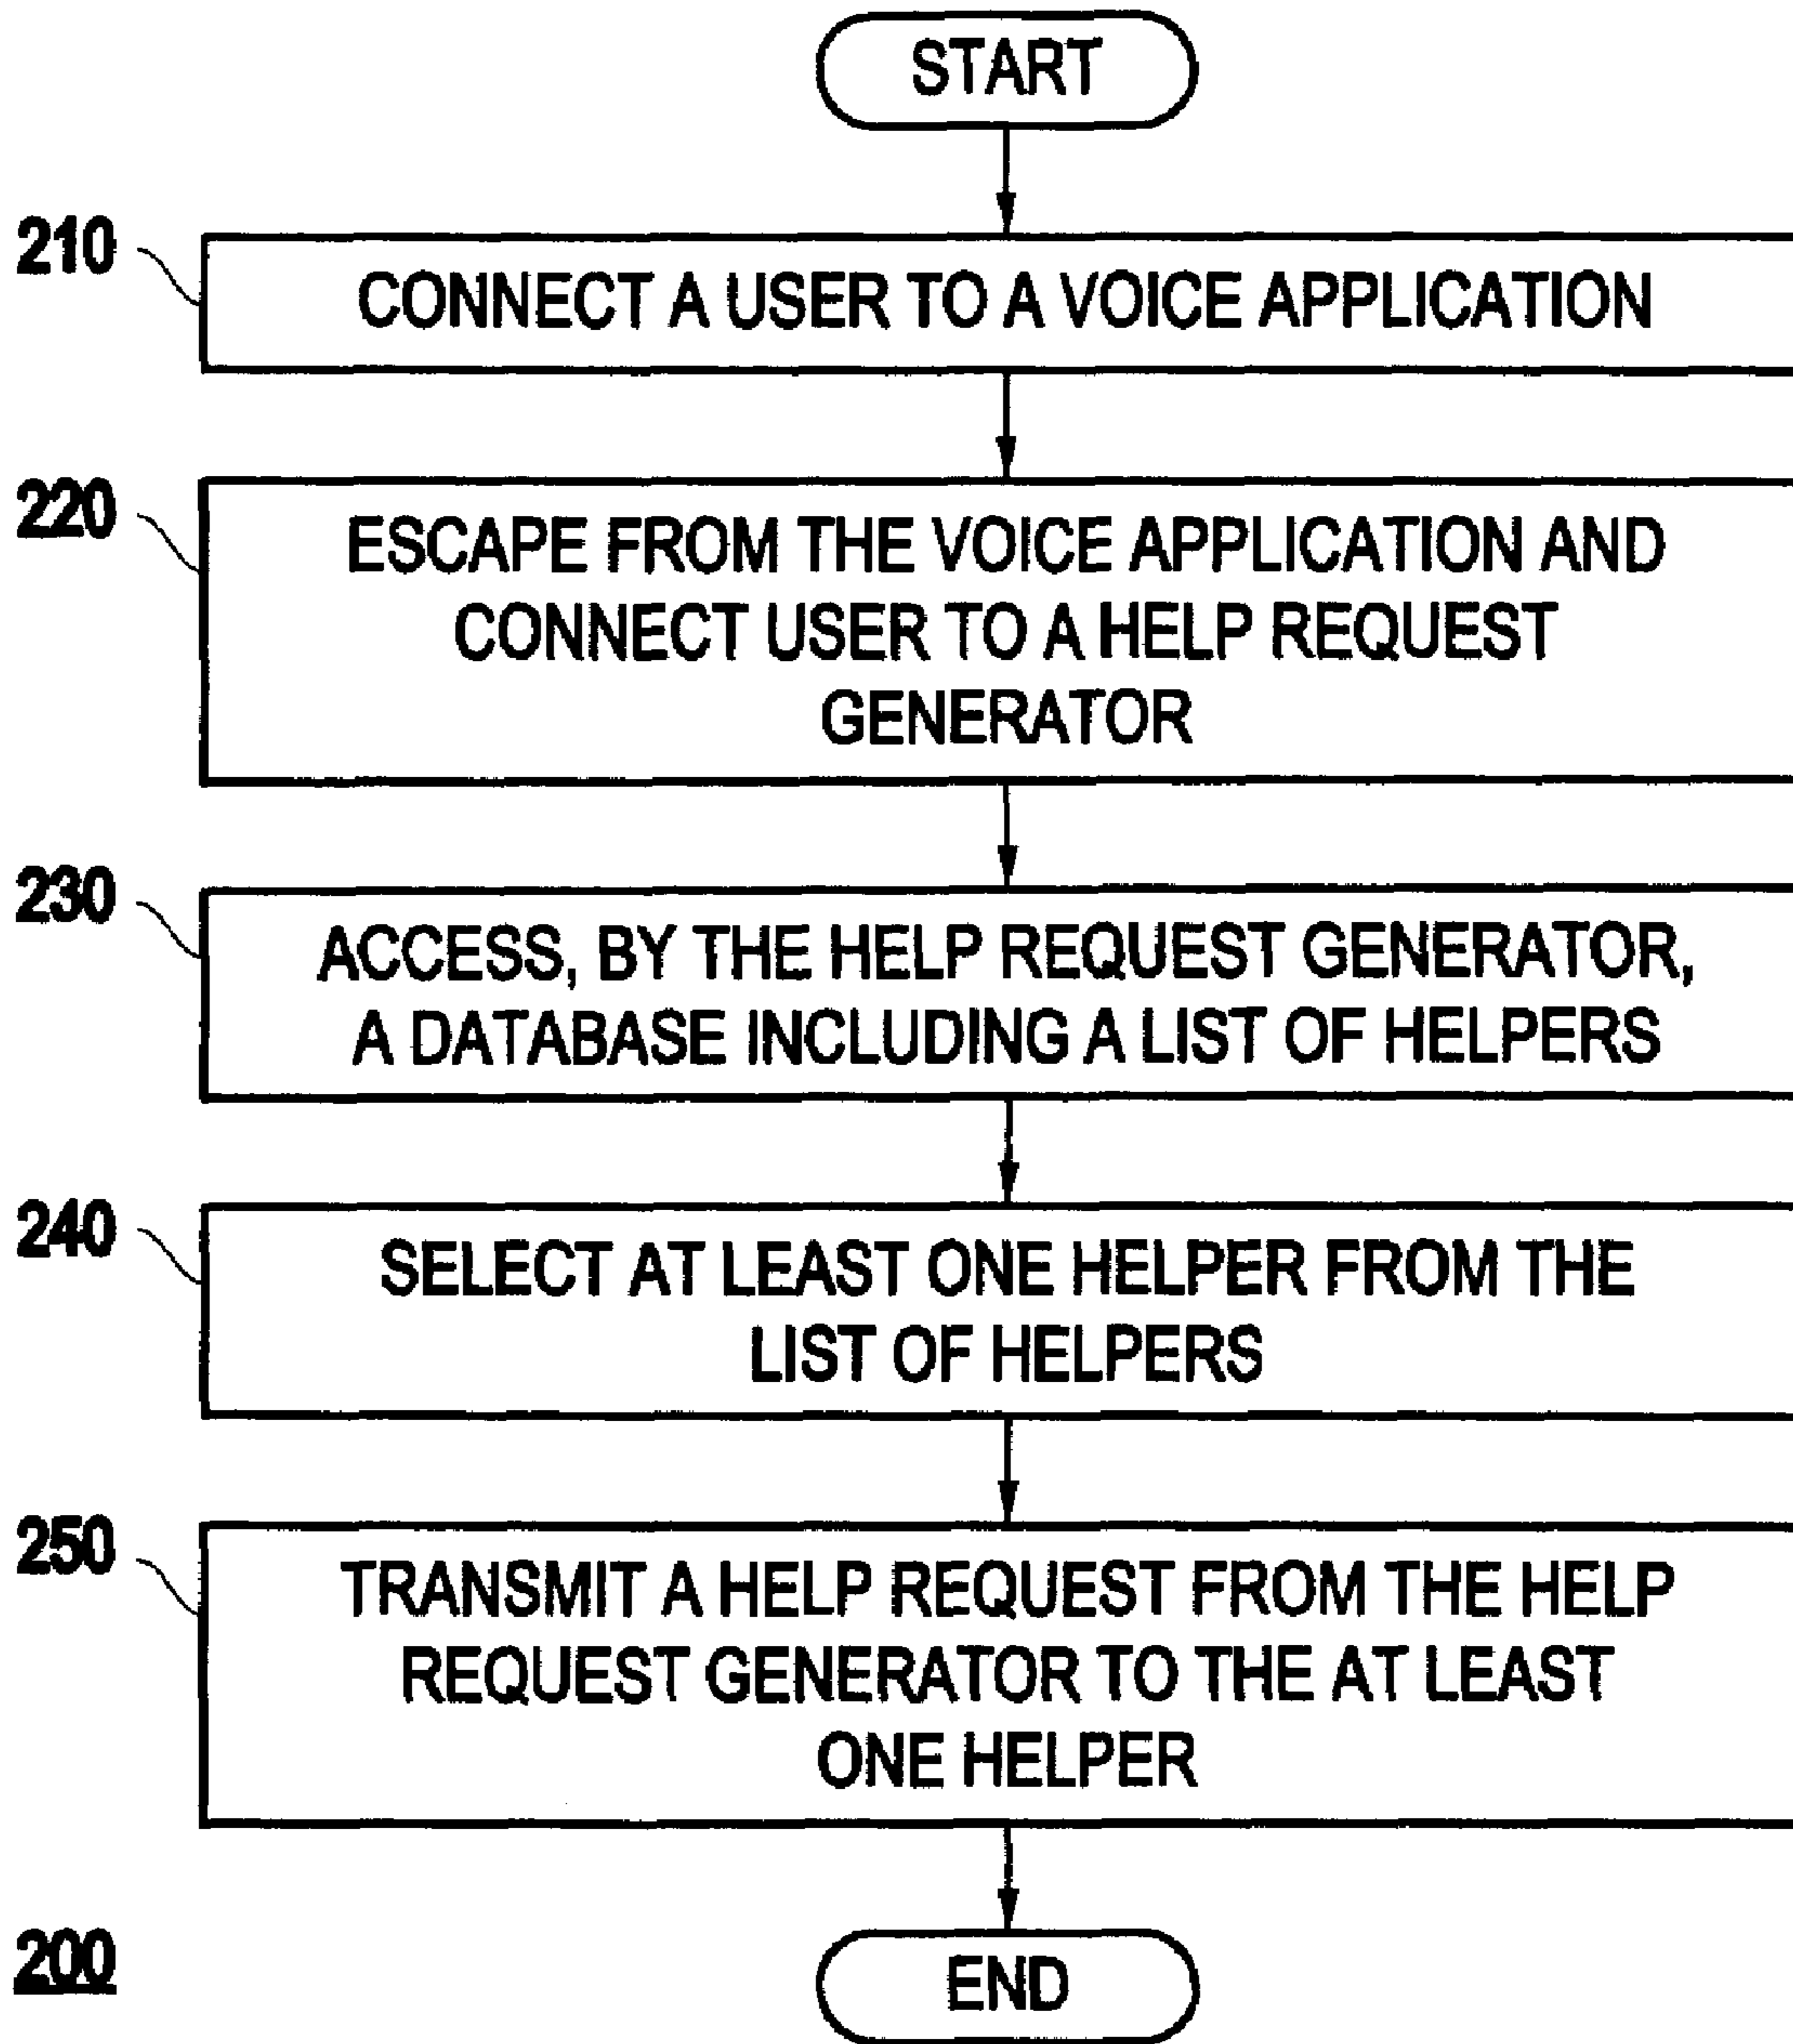 START
210
CONNECT A USER TO A VOICE APPLICATION
220
ESCAPE FROM THE VOICE APPLICATION AND
CONNECT USER TO A HELP REQUEST
GENERATOR
230
ACCESS, BY THE HELP REQUEST GENERATOR,
A DATABASE INCLUDING A LIST OF HELPERS
240
SELECT AT LEAST ONE HELPER FROM THE
LIST OF HELPERS
250
TRANSMIT A HELP REQUEST FROM THE HELP
REQUEST GENERATOR TO THE AT LEAST
ONE HELPER
200
END